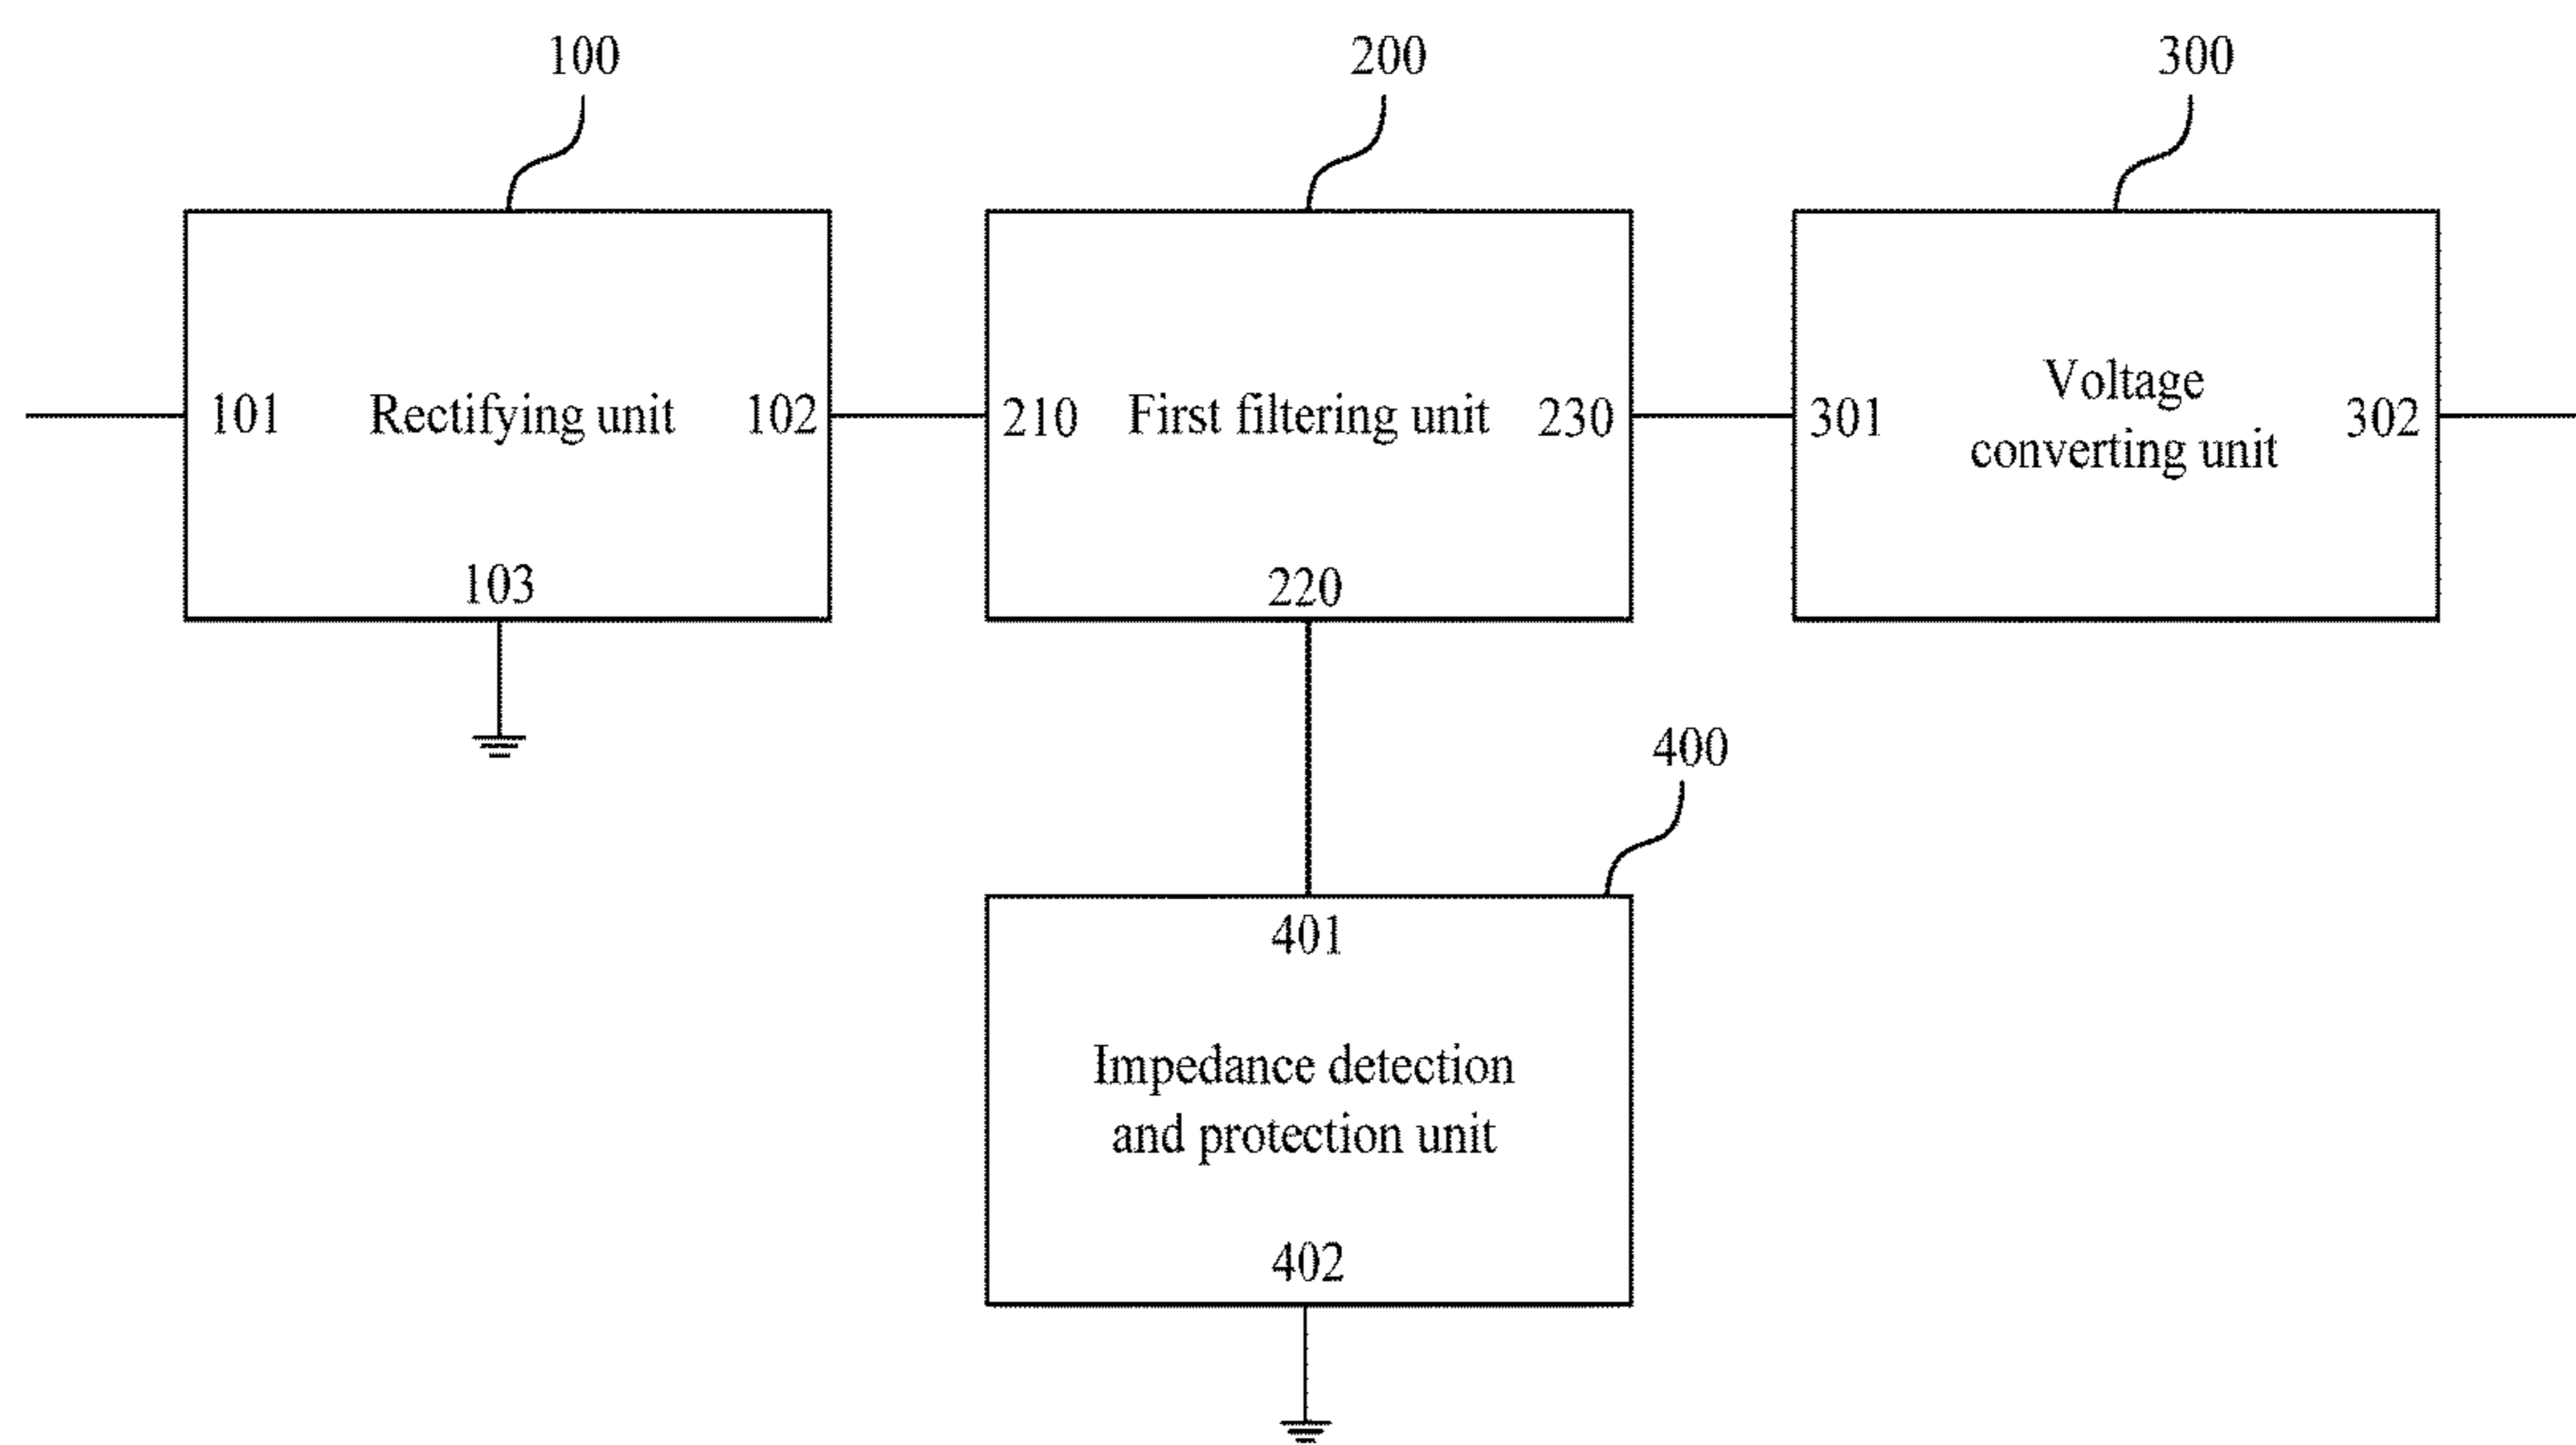 100
200
300
101 Rectifying unit 102
103
210 First filtering unit 230
220
301 Voltage 302
converting unit
400
401
Impedance detection
and protection unit
402